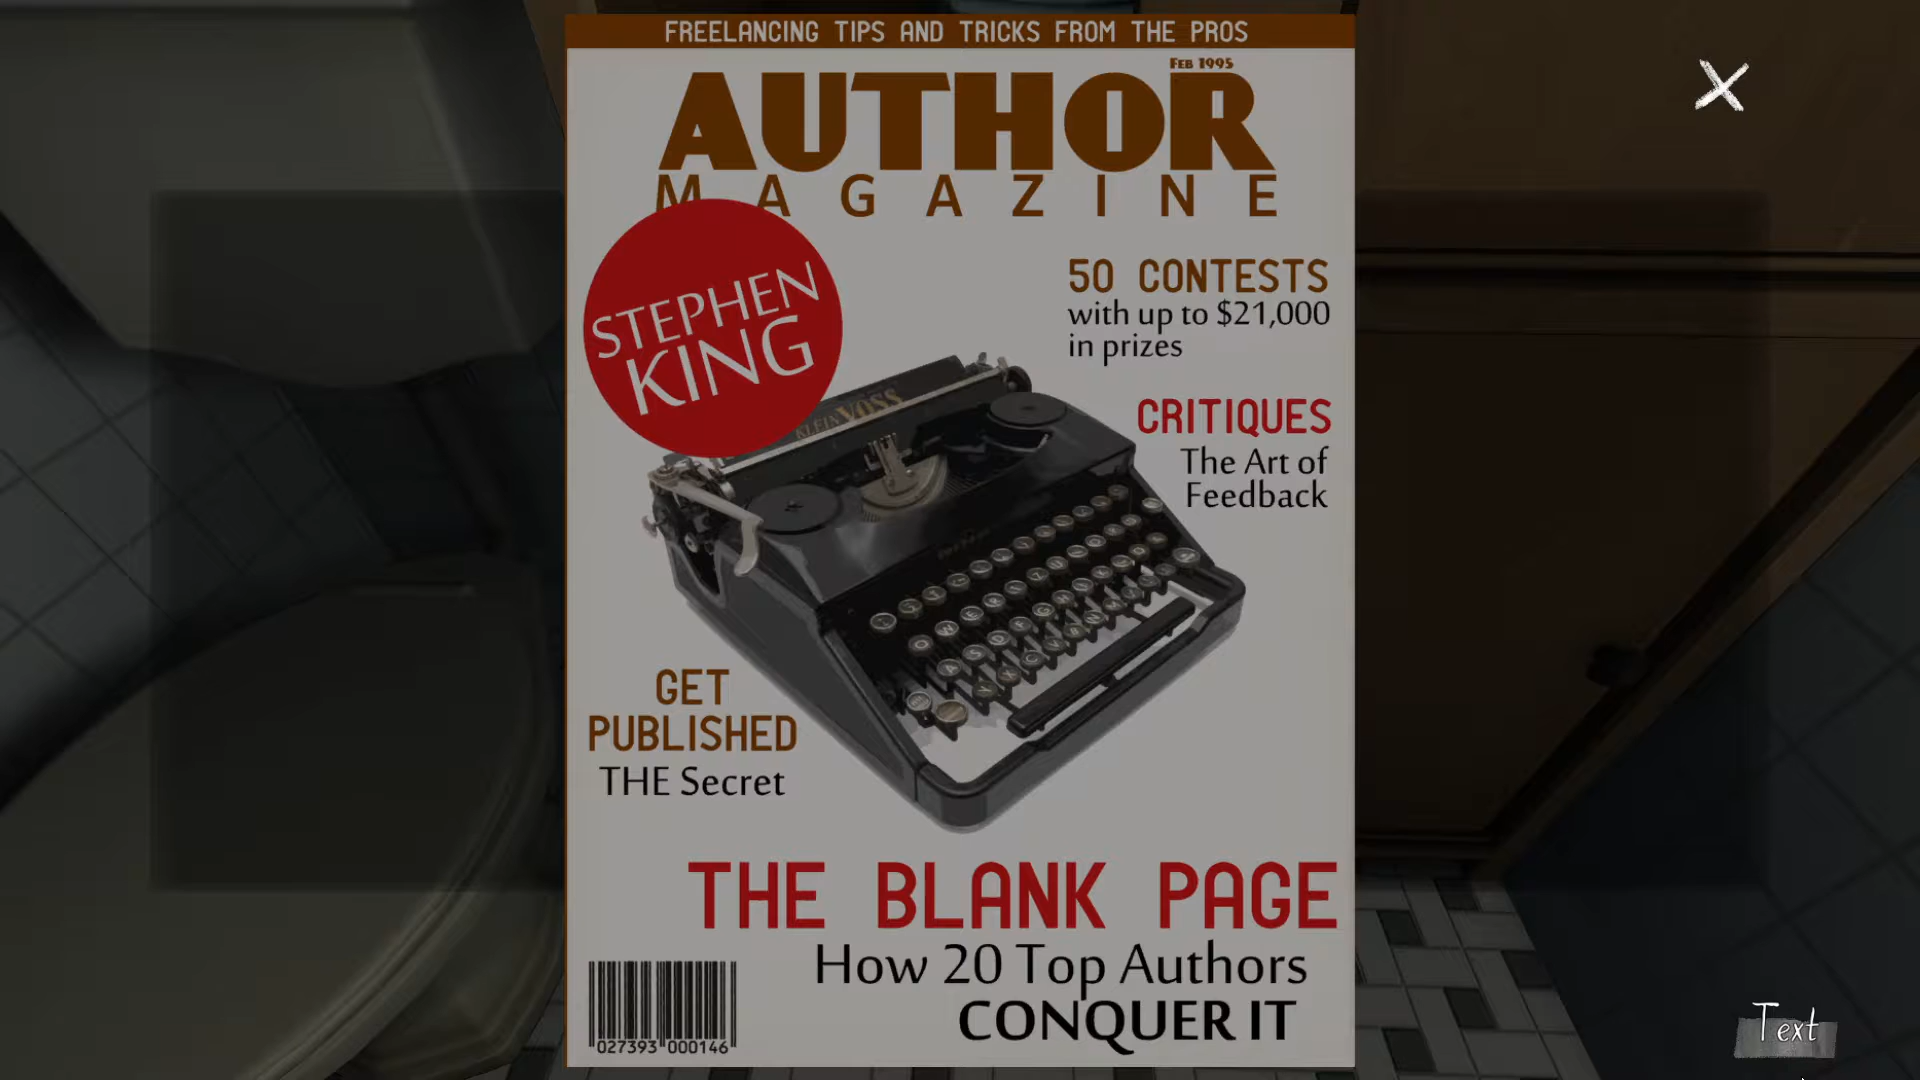 FREELANCING TIPS AND TRICKS FROM THE PROS
FEB 1995
AUTHOR
MAGAZINE
STEPHEN
KING
50 CONTESTS
with up to $21,000
in prizes
KLEIN VOSS
CRITIQUES
The Art of
Feedback
GET
PUBLISHED
THE Secret
THE BLANK PAGE
How 20 Top Authors
CONQUER IT
027393 000146
Text